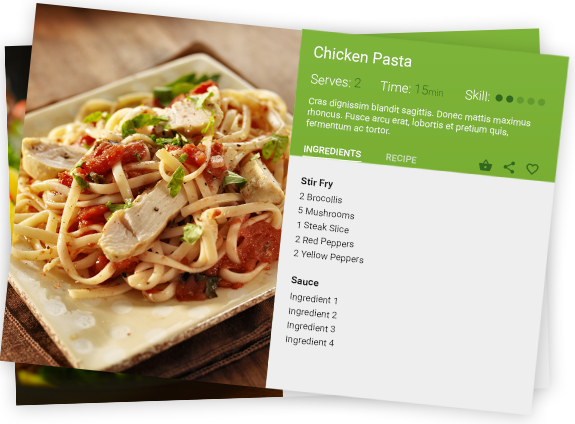 Chicken Pasta
Serves: 2 Time: 15min Skill:
Cras dignissim blandit sagittis. Donec mattis maximus
rhoncus. Fusce arcu erat, lobortis et pretium quis,
fermentum ac tortor.
INGREDIENTS RECIPE
Stir Fry
2 Brocollis
5 Mushrooms
1 Steak Slice
2 Red Peppers
2 Yellow Peppers
Sauce
Ingredient 1
Ingredient 2
Ingredient 3
Ingredient 4